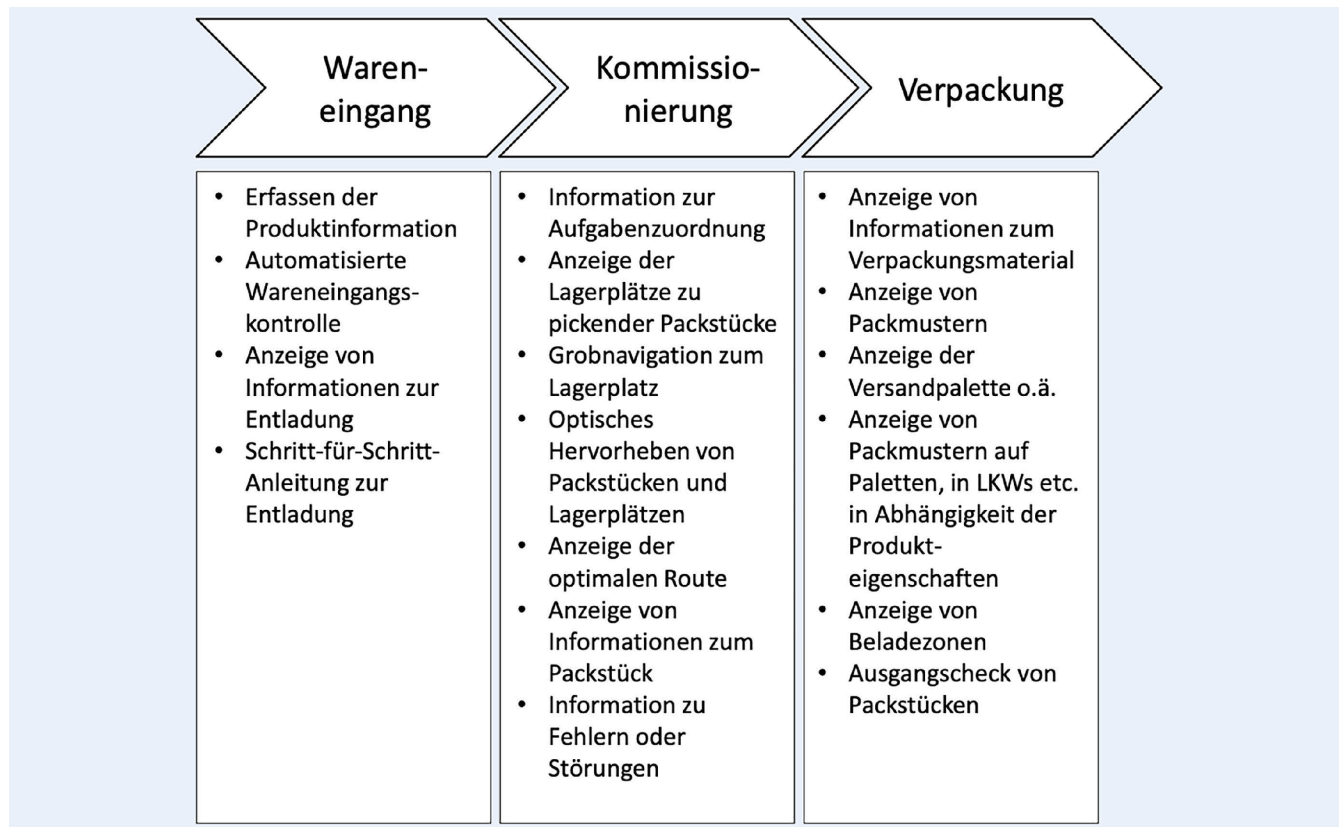 Waren-
eingang
Kommissio-
nierung
Verpackung
• Erfassen der
Produktinformation
• Automatisierte
Wareneingangs-
kontrolle
• Anzeige von
Informationen zur
Entladung
• Schritt-für-Schritt-
Anleitung zur
Entladung
• Information zur
Aufgabenzuordnung
• Anzeige der
Lagerplätze zu
pickender Packstücke
• Grobnavigation zum
Lagerplatz
• Optisches
Hervorheben von
Packstücken und
Lagerplätzen
• Anzeige der
optimalen Route
• Anzeige von
Informationen zum
Packstück
• Information zu
Fehlern oder
Störungen
• Anzeige von
Informationen zum
Verpackungsmaterial
• Anzeige von
Packmustern
• Anzeige der
Versandpalette o.ä.
• Anzeige von
Packmustern auf
Paletten, in LKWs etc.
in Abhängigkeit der
Produkt-
eigenschaften
• Anzeige von
Beladezonen
• Ausgangscheck von
Packstücken